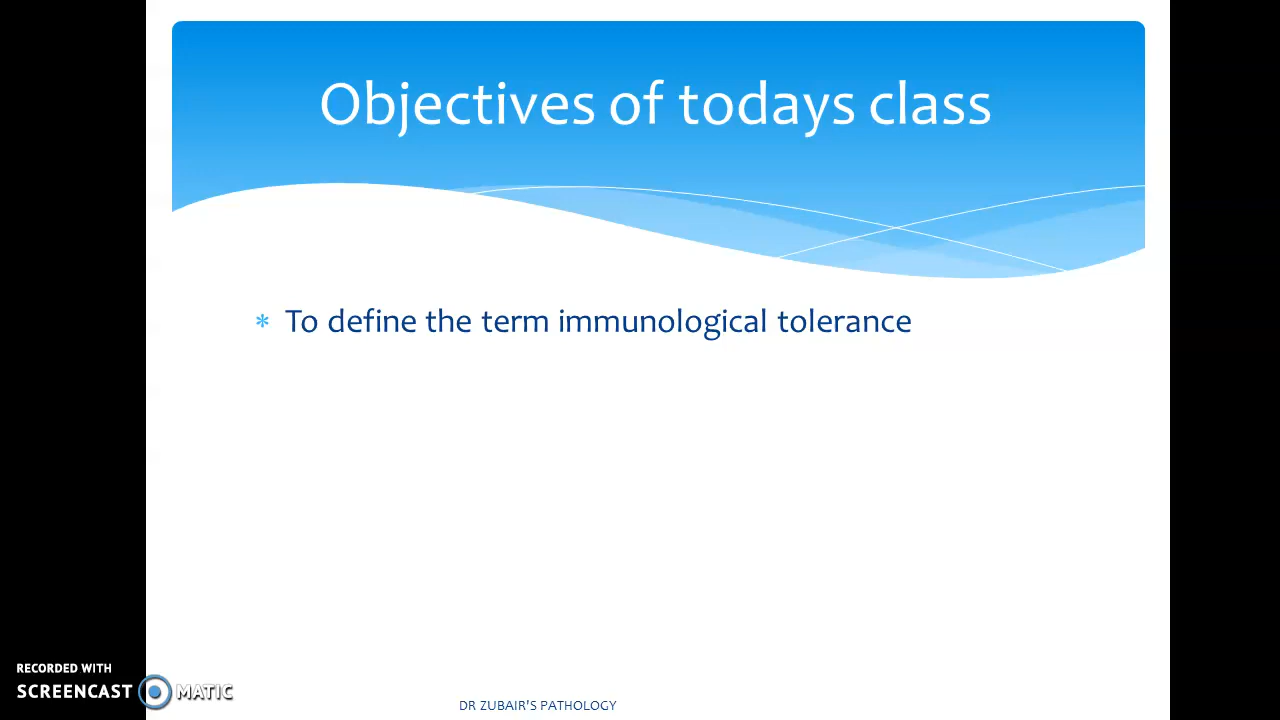 Objectives of todays class
* To define the term immunological tolerance
RECORDED WITH
SCREENCAST MATIC
DR ZUBAIR'S PATHOLOGY